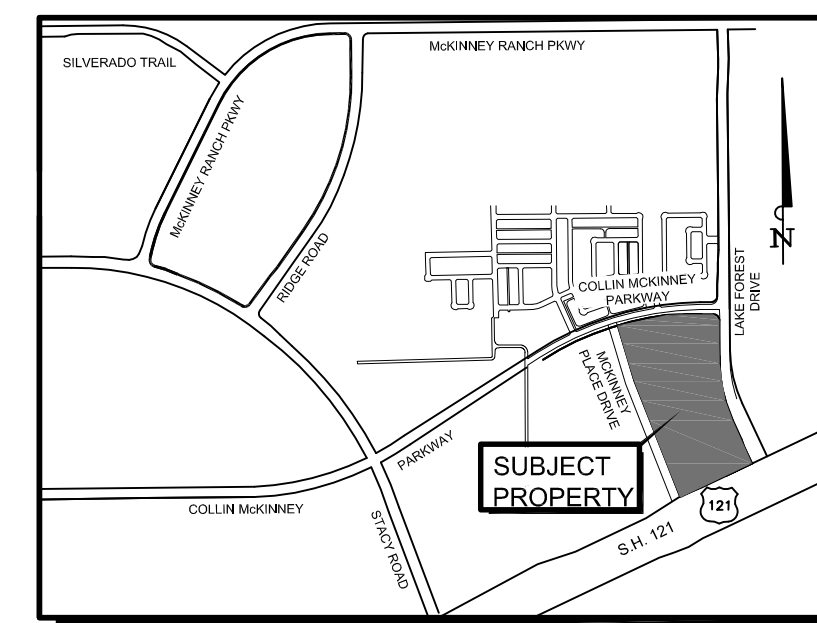 McKINNEY RANCH PKWY
SILVERADO TRAIL
McKINNEY RANCH PKWY
RIDGE ROAD
N
COLLIN MCKINNEY
PARKWAY
LAKE FOREST
DRIVE
MCKINNEY
PLACE DRIVE
PARKWAY
SUBJECT
PROPERTY
121
COLLIN McKINNEY
STACY ROAD
S.H. 121